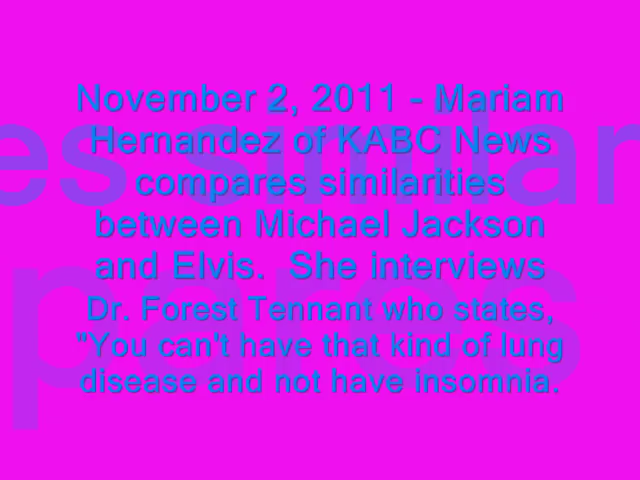 November 2, 2011 - Mariam
Hernandez of KABC News
compares similarities
between Michael Jackson
and Elvis.  She interviews
Dr. Forest Tennant who states,
"You can't have that kind of lung
disease and not have insomnia.